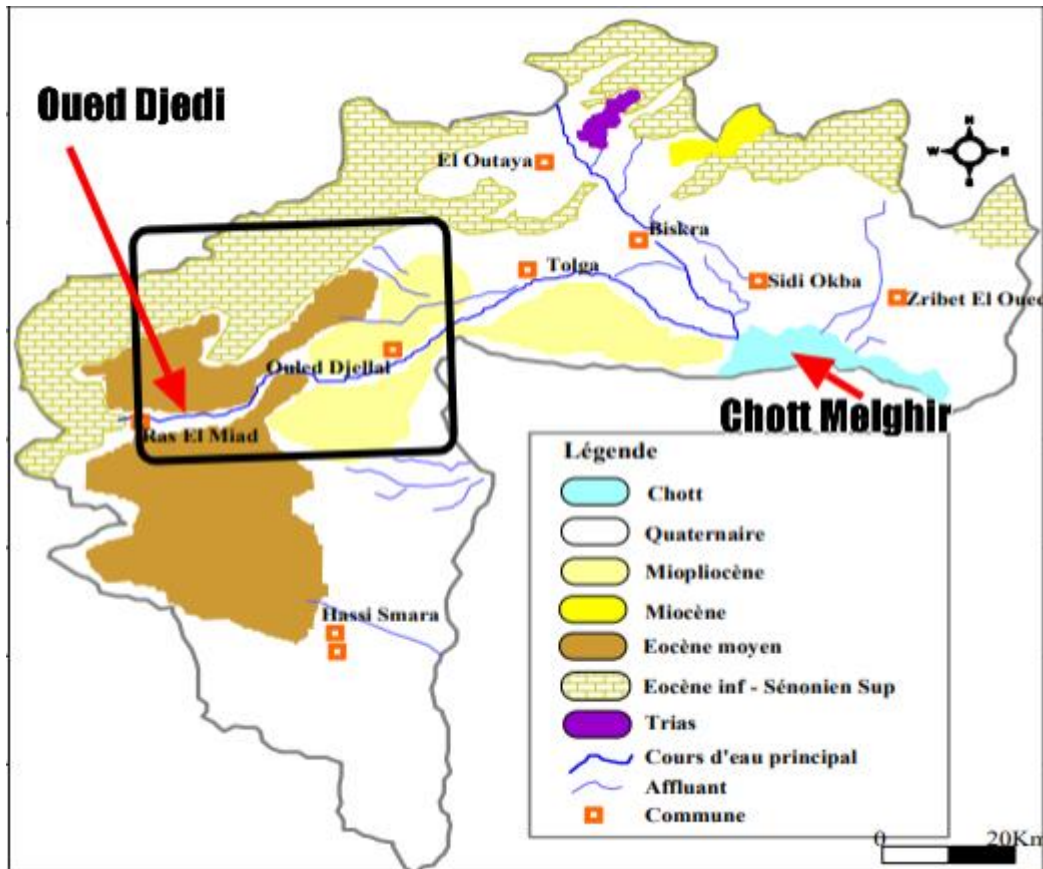 Oued Djedi
El Outaya
N
W
E
S
Biskra
Tolga
Sidi Okba
Zribet El Oued
Ouled Djellal
Chott Melghir
Ras El Miad
Hassi Smara
Légende
Chott
Quaternaire
Miopliocène
Miocène
Eocène moyen
Eocène inf - Sénonien Sup
Trias
Cours d'eau principal
Affluant
Commune
0 20Km